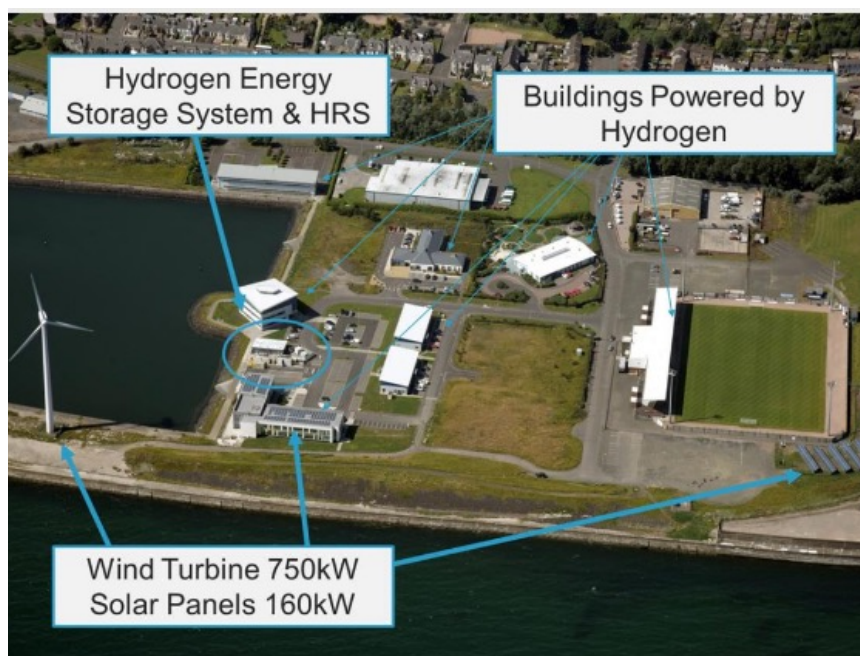 Hydrogen Energy
Storage System & HRS
Buildings Powered by
Hydrogen
Wind Turbine 750kW
Solar Panels 160kW